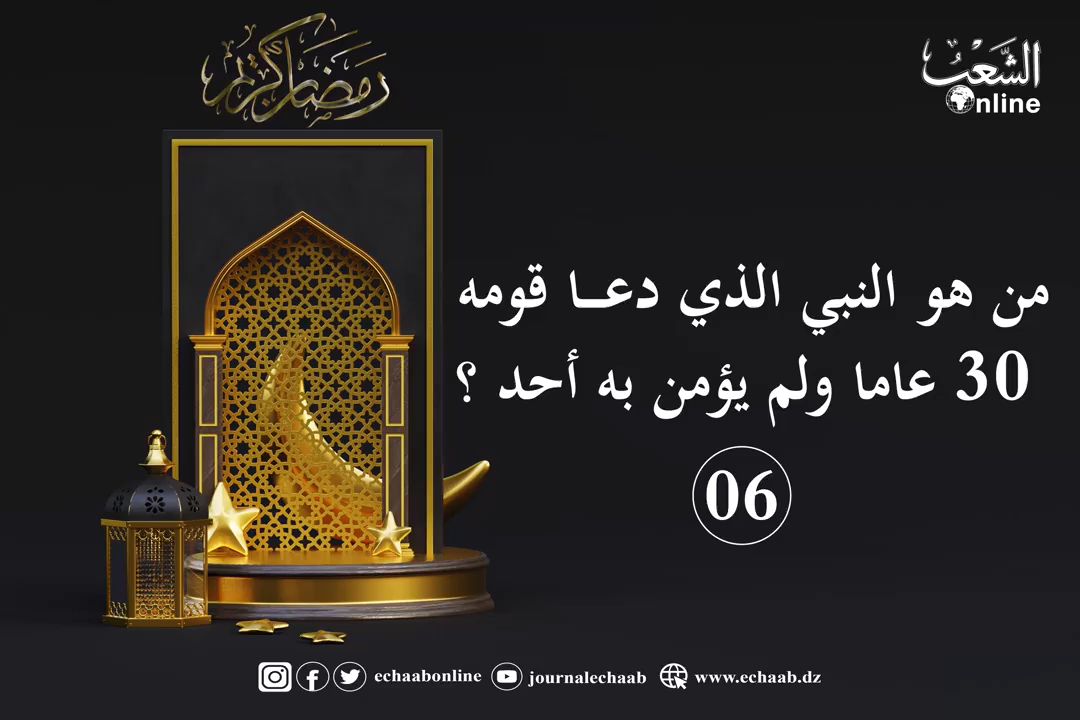 رمضان كريم
الشَّعْبُ
Online
من هو النبي الذي دعـا قومه
30 عاما ولم يؤمن به أحد ؟
06
echaabonline journalechaab www.echaab.dz